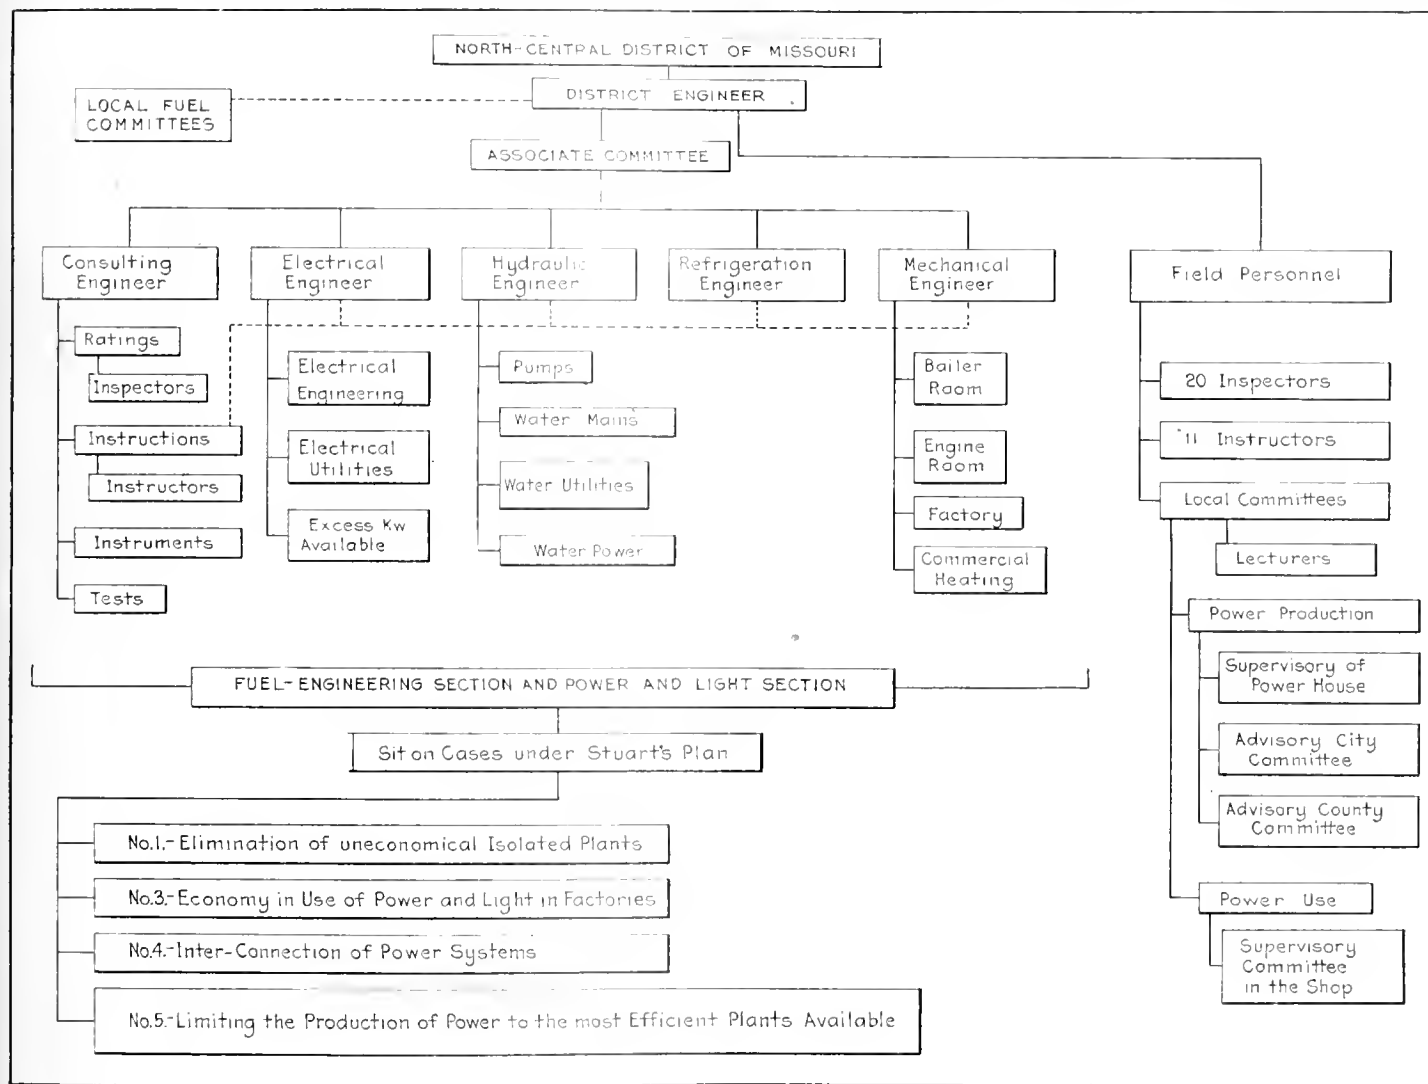 NORTH-CENTRAL DISTRICT OF MISSOURI
DISTRICT ENGINEER
LOCAL FUEL
COMMITTEES
ASSOCIATE COMMITTEE
Consulting
Engineer
Electrical
Engineer
Hydraulic
Engineer
Refrigeration
Engineer
Mechanical
Engineer
Field Personnel
Ratings
Inspectors
Instructions
Instructors
Instruments
Tests
Electrical
Engineering
Electrical
Utilities
Excess Kw
Available
Pumps
Water Mains
Water Utilities
Water Power
Bailer
Room
Engine
Room
Factory
Commercial
Heating
20 Inspectors
11 Instructors
Local Committees
Lecturers
Power Production
Supervisory of
Power House
Advisory City
Committee
Advisory County
Committee
Power Use
Supervisory
Committee
in the Shop
FUEL-ENGINEERING SECTION AND POWER AND LIGHT SECTION
Sit on Cases under Stuart's Plan
No.1.-Elimination of uneconomical Isolated Plants
No.3.-Economy in Use of Power and Light in Factories
No.4.-Inter-Connection of Power Systems
No.5.-Limiting the Production of Power to the most Efficient Plants Available